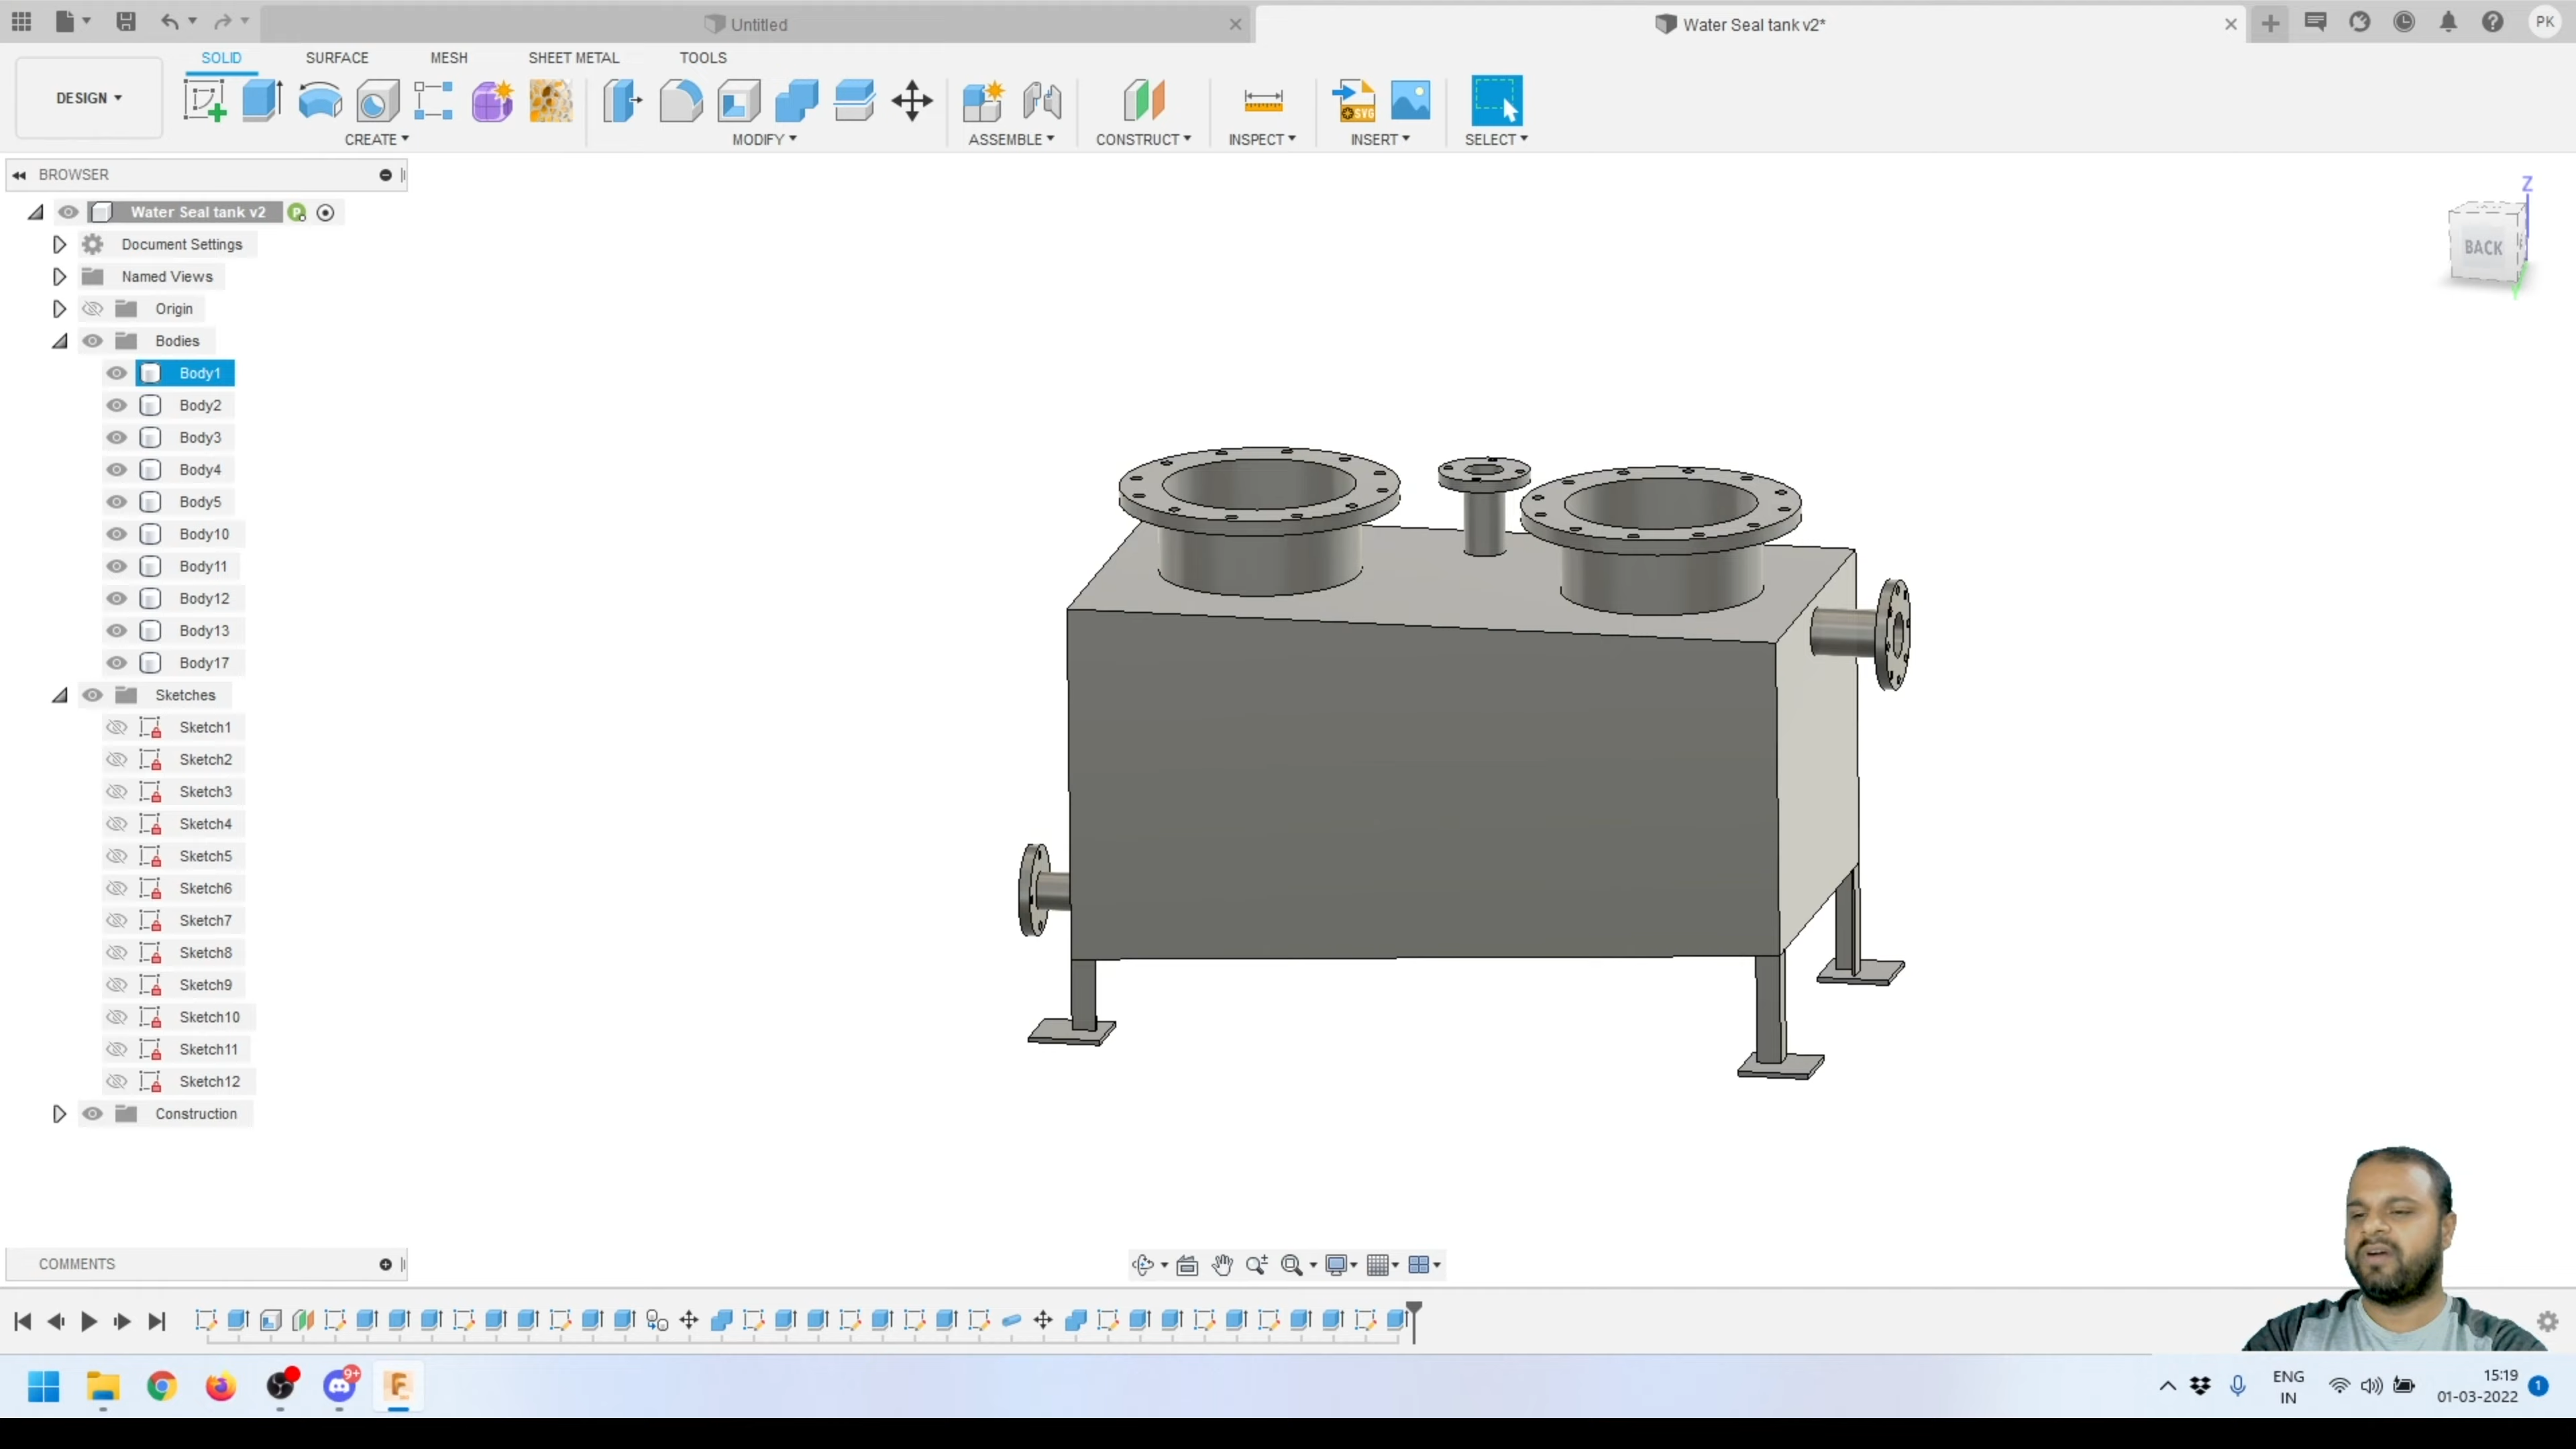 Untitled
Water Seal tank v2*
PK
SOLID
SURFACE
MESH
SHEET METAL
TOOLS
DESIGN
SVG
CREATE
MODIFY
ASSEMBLE
CONSTRUCT
INSPECT
INSERT
SELECT
BROWSER
Water Seal tank v2
Document Settings
Named Views
Origin
Bodies
Body1
Body2
Body3
Body4
Body5
Body10
Body11
Body12
Body13
Body17
Sketches
Sketch1
Sketch2
Sketch3
Sketch4
Sketch5
Sketch6
Sketch7
Sketch8
Sketch9
Sketch10
Sketch11
Sketch12
Construction
Z
BACK
COMMENTS
9+
F
ENG
IN
15:19
01-03-2022
1